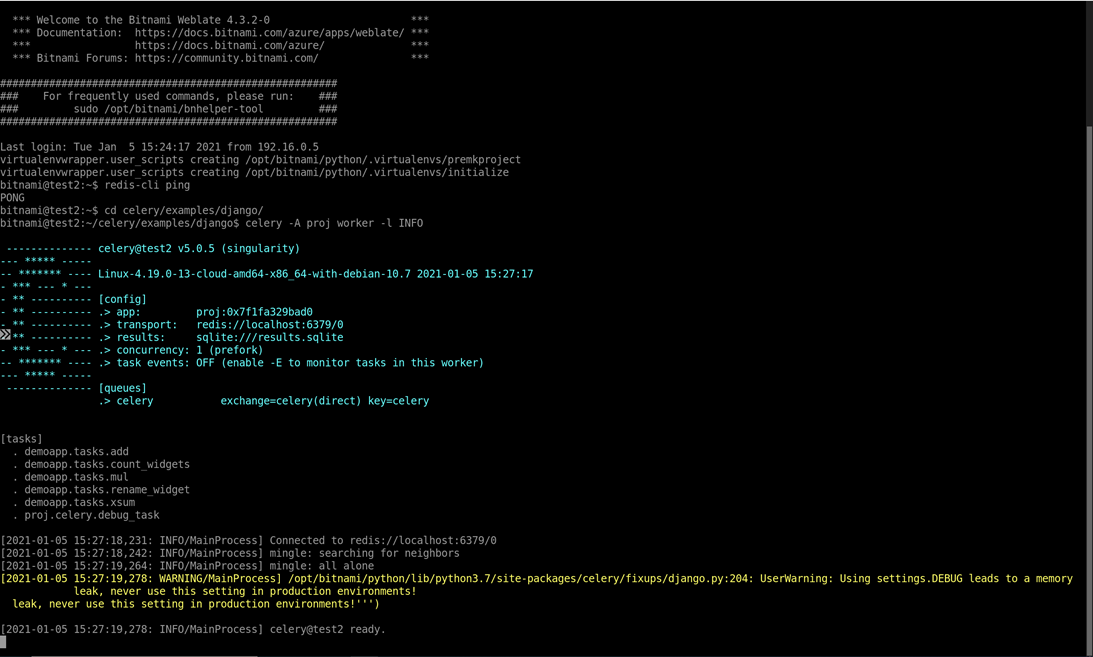 *** Welcome to the Bitnami Weblate 4.3.2-0                       ***
*** Documentation:  https://docs.bitnami.com/azure/apps/weblate/ ***
***                 https://docs.bitnami.com/azure/              ***
*** Bitnami Forums: https://community.bitnami.com/               ***
#######################################################
###    For frequently used commands, please run:    ###
###         sudo /opt/bitnami/bnhelper-tool         ###
#######################################################
Last login: Tue Jan  5 15:24:17 2021 from 192.16.0.5
virtualenvwrapper.user_scripts creating /opt/bitnami/python/.virtualenvs/premkproject
virtualenvwrapper.user_scripts creating /opt/bitnami/python/.virtualenvs/initialize
bitnami@test2:~$ redis-cli ping
PONG
bitnami@test2:~$ cd celery/examples/django/
bitnami@test2:~/celery/examples/django$ celery -A proj worker -l INFO
 -------------- celery@test2 v5.0.5 (singularity)
--- ***** -----
-- ******* ---- Linux-4.19.0-13-cloud-amd64-x86_64-with-debian-10.7 2021-01-05 15:27:17
- *** --- * ---
- ** ---------- [config]
- ** ---------- .> app:         proj:0x7f1fa329bad0
- ** ---------- .> transport:   redis://localhost:6379/0
» ** ---------- .> results:     sqlite:///results.sqlite
- *** --- * --- .> concurrency: 1 (prefork)
-- ******* ---- .> task events: OFF (enable -E to monitor tasks in this worker)
--- ***** -----
 -------------- [queues]
                .> celery           exchange=celery(direct) key=celery
[tasks]
  . demoapp.tasks.add
  . demoapp.tasks.count_widgets
  . demoapp.tasks.mul
  . demoapp.tasks.rename_widget
  . demoapp.tasks.xsum
  . proj.celery.debug_task
[2021-01-05 15:27:18,231: INFO/MainProcess] Connected to redis://localhost:6379/0
[2021-01-05 15:27:18,242: INFO/MainProcess] mingle: searching for neighbors
[2021-01-05 15:27:19,264: INFO/MainProcess] mingle: all alone
[2021-01-05 15:27:19,278: WARNING/MainProcess] /opt/bitnami/python/lib/python3.7/site-packages/celery/fixups/django.py:204: UserWarning: Using settings.DEBUG leads to a memory
            leak, never use this setting in production environments!
  leak, never use this setting in production environments!''')
[2021-01-05 15:27:19,278: INFO/MainProcess] celery@test2 ready.